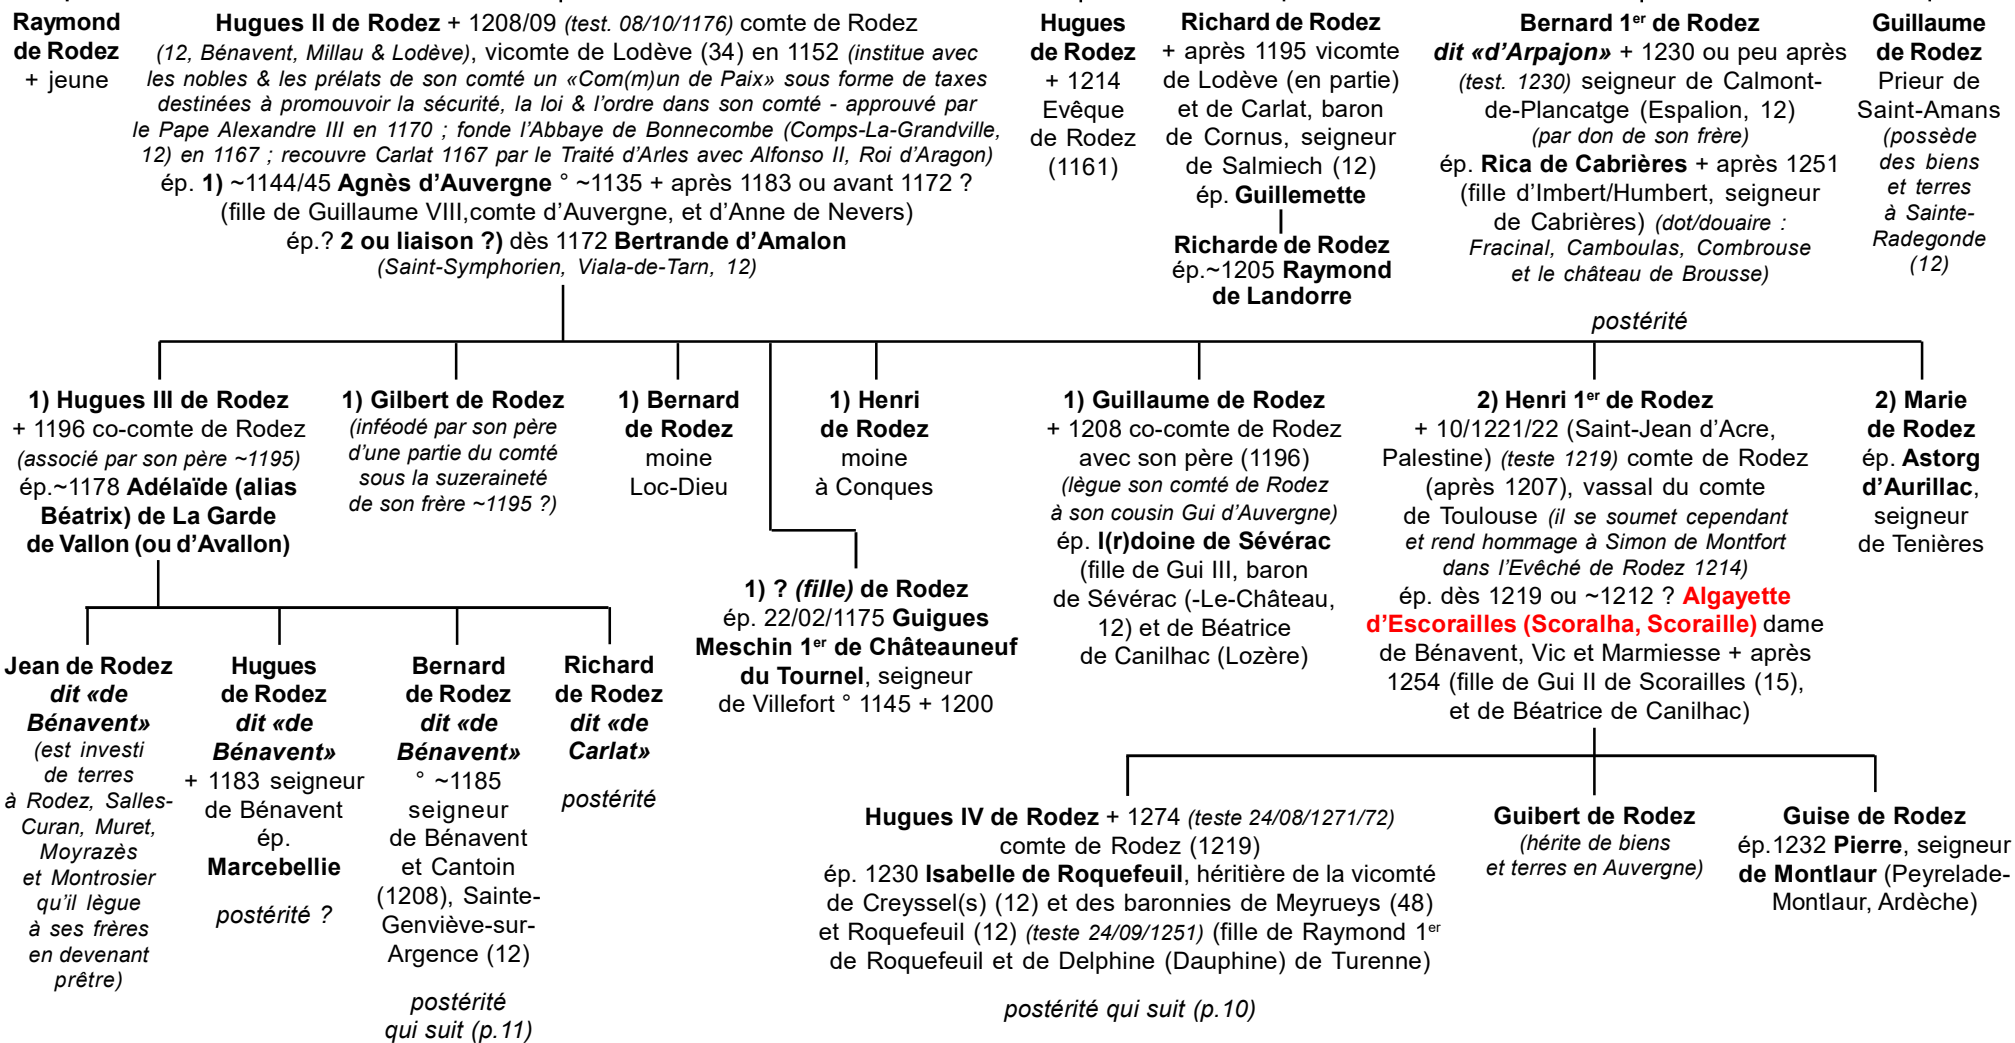 Raymond
de Rodez
+ jeune
Hugues II de Rodez + 1208/09 (test. 08/10/1176) comte de Rodez
(12, Bénavent, Millau & Lodève), vicomte de Lodève (34) en 1152 (institue avec
les nobles & les prélats de son comté un «Com(m)un de Paix» sous forme de taxes
destinées à promouvoir la sécurité, la loi & l'ordre dans son comté - approuvé par
le Pape Alexandre III en 1170 ; fonde l'Abbaye de Bonnecombe (Comps-La-Grandville,
12) en 1167 ; recouvre Carlat 1167 par le Traité d'Arles avec Alfonso II, Roi d'Aragon)
ép. 1) ~1144/45 Agnès d'Auvergne ° ~1135 + après 1183 ou avant 1172 ?
(fille de Guillaume VIII,comte d'Auvergne, et d'Anne de Nevers)
ép.? 2 ou liaison ?) dès 1172 Bertrande d'Amalon
(Saint-Symphorien, Viala-de-Tarn, 12)
Hugues
de Rodez
+ 1214
Evêque
de Rodez
(1161)
Richard de Rodez
+ après 1195 vicomte
de Lodève (en partie)
et de Carlat, baron
de Cornus, seigneur
de Salmiech (12)
ép. Guillemette
Richarde de Rodez
ép.~1205 Raymond
de Landorre
Bernard 1er de Rodez
dit «d'Arpajon» + 1230 ou peu après
(test. 1230) seigneur de Calmont-
de-Plancatge (Espalion, 12)
(par don de son frère)
ép. Rica de Cabrières + après 1251
(fille d'Imbert/Humbert, seigneur
de Cabrières) (dot/douaire :
Fracinal, Camboulas, Combrouse
et le château de Brousse)
postérité
Guillaume
de Rodez
Prieur de
Saint-Amans
(possède
des biens
et terres
à Sainte-
Radegonde
(12)
1) Hugues III de Rodez
+ 1196 co-comte de Rodez
(associé par son père ~1195)
ép.~1178 Adélaïde (alias
Béatrix) de La Garde
de Vallon (ou d'Avallon)
1) Gilbert de Rodez
(inféodé par son père
d'une partie du comté
sous la suzeraineté
de son frère ~1195 ?)
1) Bernard
de Rodez
moine
Loc-Dieu
1) Henri
de Rodez
moine
à Conques
1) ? (fille) de Rodez
ép. 22/02/1175 Guigues
Meschin 1er de Châteauneuf
du Tournel, seigneur
de Villefort ° 1145 + 1200
1) Guillaume de Rodez
+ 1208 co-comte de Rodez
avec son père (1196)
(lègue son comté de Rodez
à son cousin Gui d'Auvergne)
ép. I(r)doine de Sévérac
(fille de Gui III, baron
de Sévérac (-Le-Château,
12) et de Béatrice
de Canilhac (Lozère)
2) Henri 1er de Rodez
+ 10/1221/22 (Saint-Jean d'Acre,
Palestine) (teste 1219) comte de Rodez
(après 1207), vassal du comte
de Toulouse (il se soumet cependant
et rend hommage à Simon de Montfort
dans l'Evêché de Rodez 1214)
ép. dès 1219 ou ~1212 ? Algayette
d'Escorailles (Scoralha, Scoraille) dame
de Bénavent, Vic et Marmiesse + après
1254 (fille de Gui II de Scorailles (15),
et de Béatrice de Canilhac)
2) Marie
de Rodez
ép. Astorg
d'Aurillac,
seigneur
de Tenières
Jean de Rodez
dit «de
Bénavent»
(est investi
de terres
à Rodez, Salles-
Curan, Muret,
Moyrazès
et Montrosier
qu'il lègue
à ses frères
en devenant
prêtre)
Hugues
de Rodez
dit «de
Bénavent»
+ 1183 seigneur
de Bénavent
ép.
Marcebellie
postérité ?
Bernard
de Rodez
dit «de
Bénavent»
° ~1185
seigneur
de Bénavent
et Cantoin
(1208), Sainte-
Genviève-sur-
Argence (12)
postérité
qui suit (p.11)
Richard
de Rodez
dit «de
Carlat»
postérité
Hugues IV de Rodez + 1274 (teste 24/08/1271/72)
comte de Rodez (1219)
ép. 1230 Isabelle de Roquefeuil, héritière de la vicomté
de Creyssel(s) (12) et des baronnies de Meyrueys (48)
et Roquefeuil (12) (teste 24/09/1251) (fille de Raymond 1er
de Roquefeuil et de Delphine (Dauphine) de Turenne)
postérité qui suit (p.10)
Guibert de Rodez
(hérite de biens
et terres en Auvergne)
Guise de Rodez
ép.1232 Pierre, seigneur
de Montlaur (Peyrelade-
Montlaur, Ardèche)